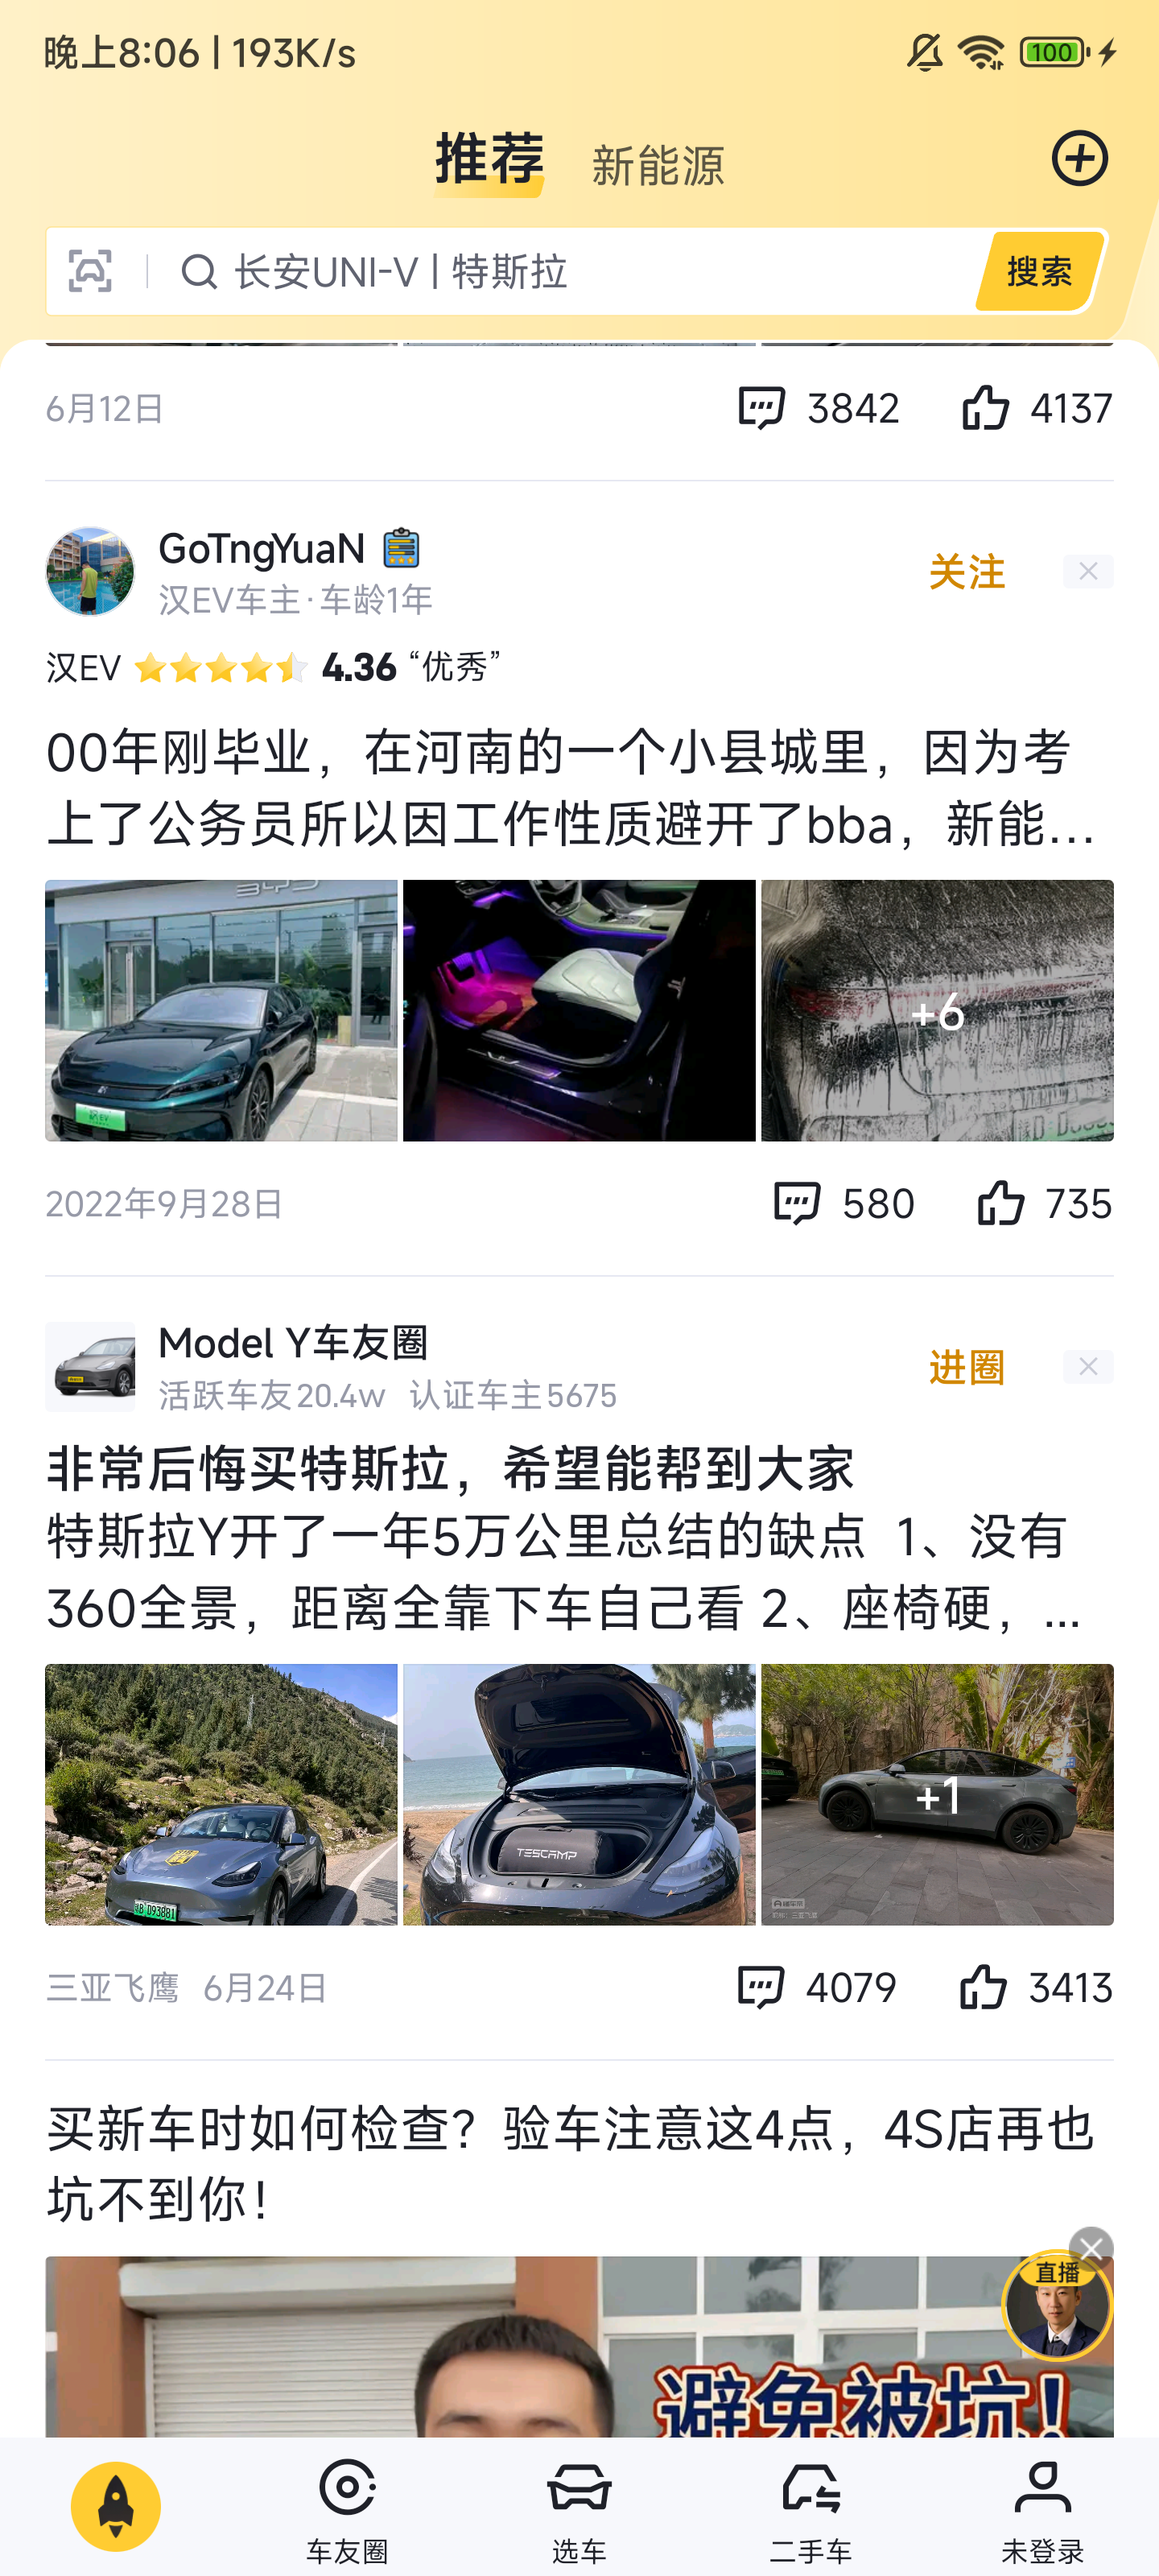 晚上8:06 | 193K/s
100
推荐
新能源
长安UNI-V | 特斯拉
搜索
6月12日
3842
4137
GoTngYuaN
汉EV车主·车龄1年
关注
汉EV
4.36 “优秀”
00年刚毕业，在河南的一个小县城里，因为考
上了公务员所以因工作性质避开了bba，新能...
汉EV
+6
2022年9月28日
580
735
Model Y车友圈
活跃车友20.4w 认证车主5675
进圈
非常后悔买特斯拉，希望能帮到大家
特斯拉Y开了一年5万公里总结的缺点 1、没有
360全景，距离全靠下车自己看 2、座椅硬，...
D93881
TESCAMP
+1
三亚飞鹰 6月24日
4079
3413
买新车时如何检查？验车注意这4点，4S店再也
坑不到你！
直播
避免被坑！
车友圈
选车
二手车
未登录